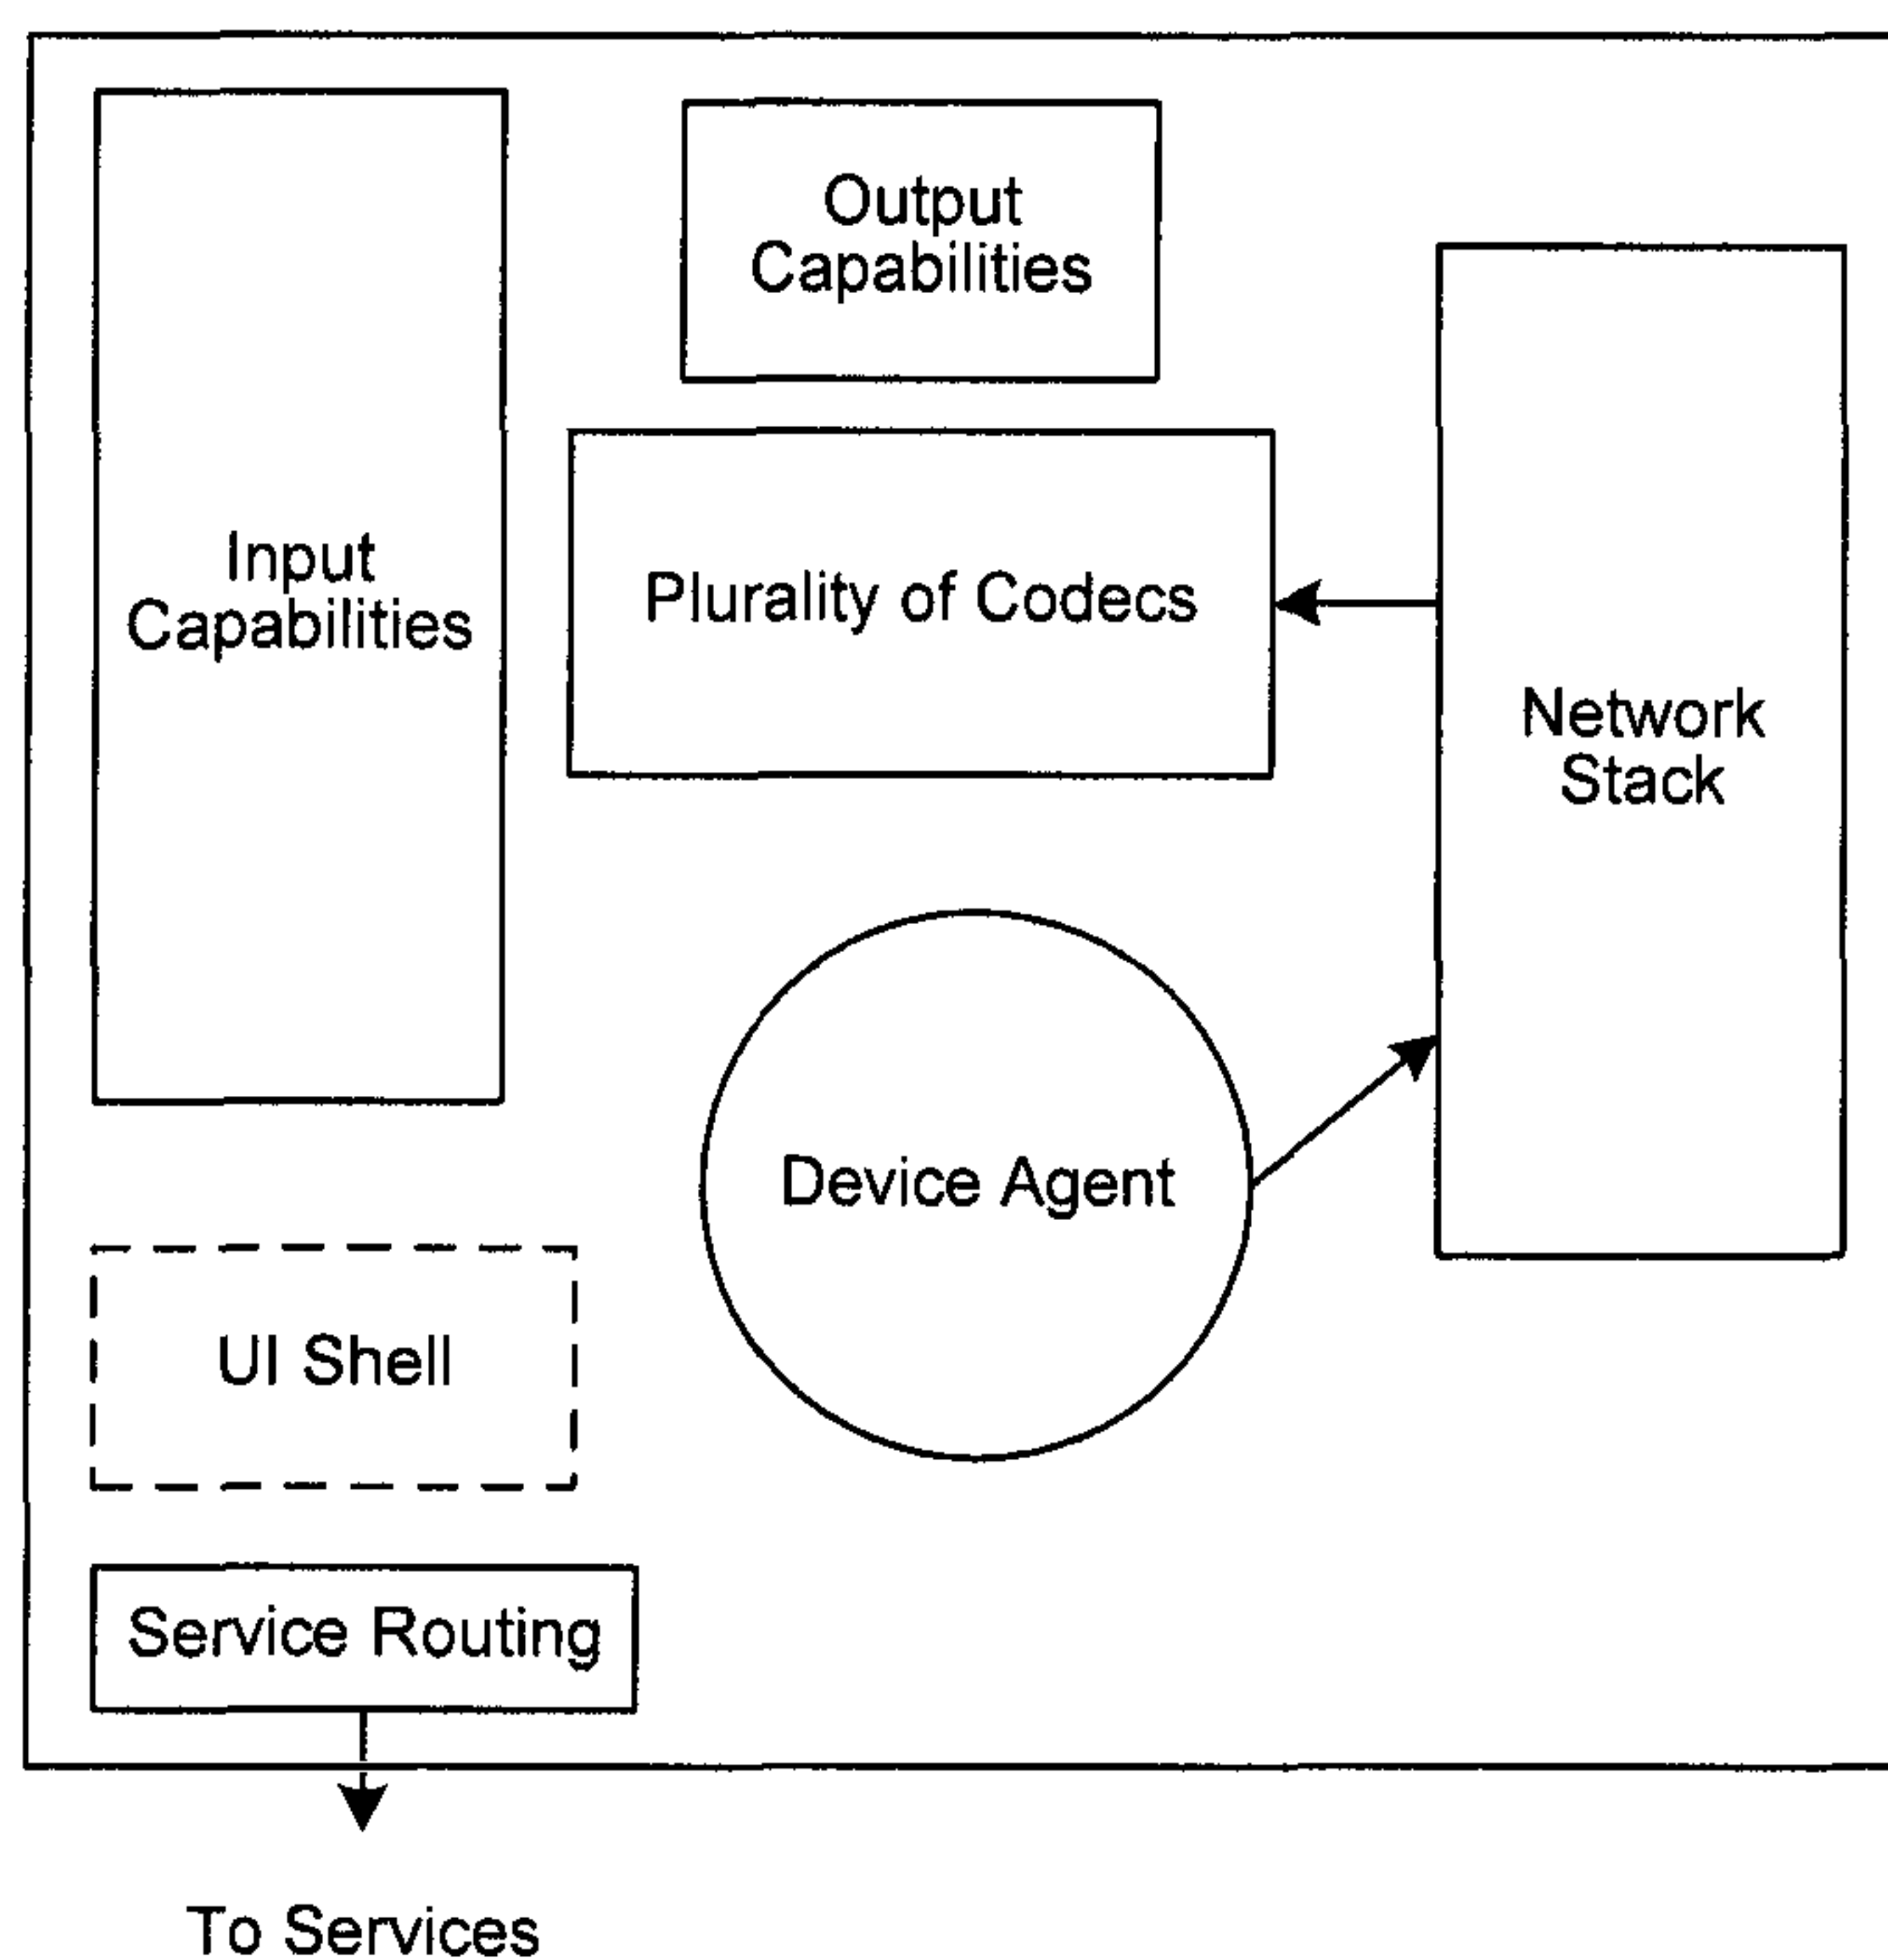 Output
Capabilities
Input
Capabilities
Plurality of Codecs
Network
Stack
Device Agent
UI Shell
Service Routing
To Services